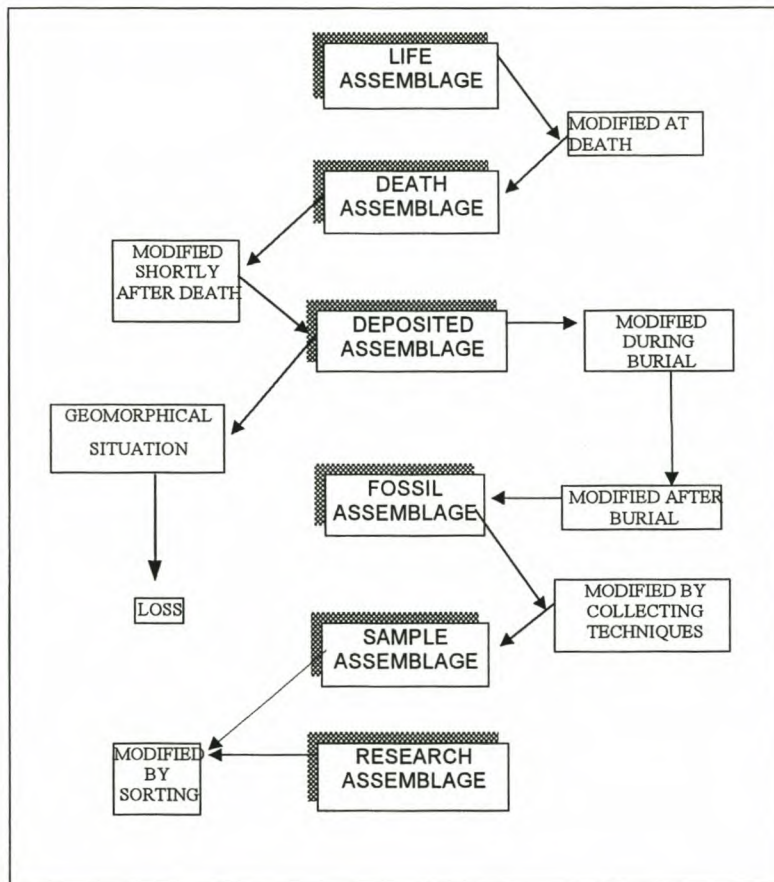 LIFE
ASSEMBLAGE
MODIFIED AT
DEATH
DEATH
ASSEMBLAGE
MODIFIED
SHORTLY
AFTER DEATH
DEPOSITED
ASSEMBLAGE
MODIFIED
DURING
BURIAL
GEOMORPHICAL
SITUATION
FOSSIL
ASSEMBLAGE
MODIFIED AFTER
BURIAL
LOSS
MODIFIED BY
COLLECTING
TECHNIQUES
SAMPLE
ASSEMBLAGE
MODIFIED
BY
SORTING
RESEARCH
ASSEMBLAGE